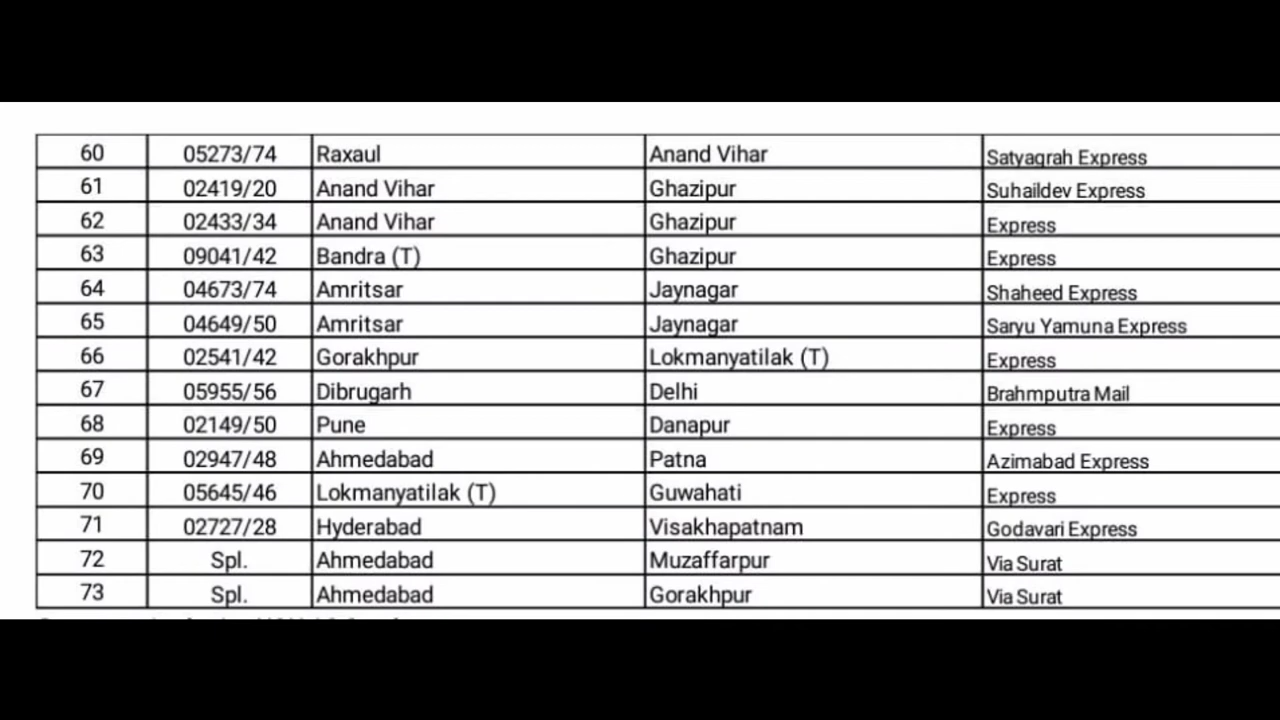 60 05273/74 Raxaul Anand Vihar Satyagrah Express
61 02419/20 Anand Vihar Ghazipur Suhaildev Express
62 02433/34 Anand Vihar Ghazipur Express
63 09041/42 Bandra (T) Ghazipur Express
64 04673/74 Amritsar Jaynagar Shaheed Express
65 04649/50 Amritsar Jaynagar Saryu Yamuna Express
66 02541/42 Gorakhpur Lokmanyatilak (T) Express
67 05955/56 Dibrugarh Delhi Brahmputra Mail
68 02149/50 Pune Danapur Express
69 02947/48 Ahmedabad Patna Azimabad Express
70 05645/46 Lokmanyatilak (T) Guwahati Express
71 02727/28 Hyderabad Visakhapatnam Godavari Express
72 Spl. Ahmedabad Muzaffarpur Via Surat
73 Spl. Ahmedabad Gorakhpur Via Surat